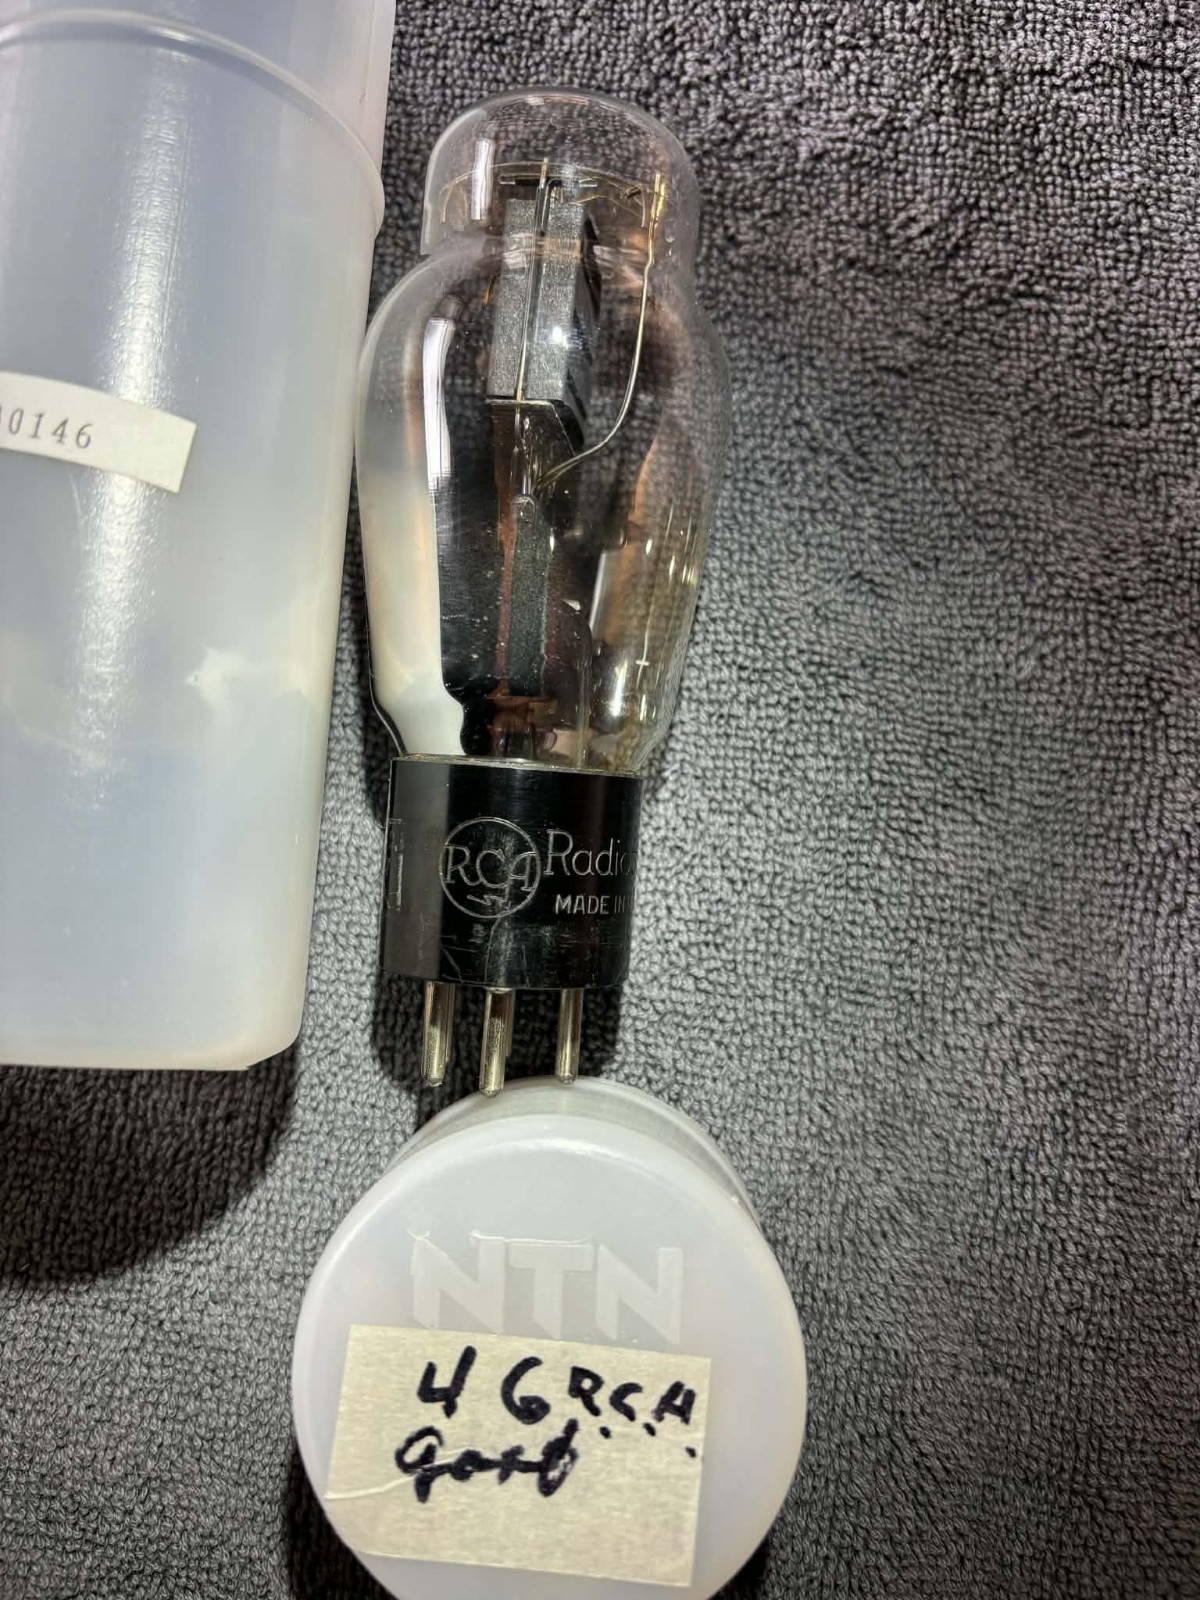 0146
RCA Radio
MADE IN
NTN
46 R.C.A.
good